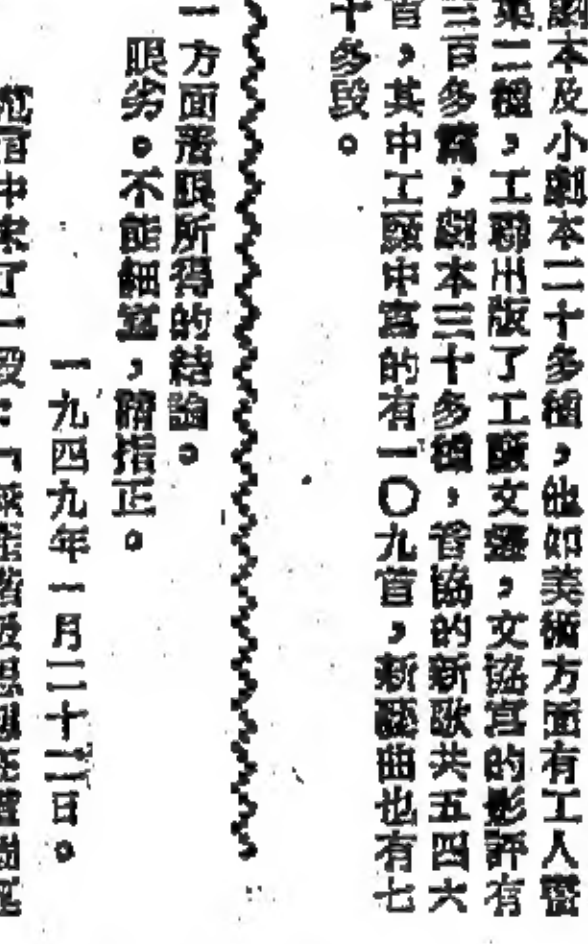 劇本及小劇本二十多種，他如美術方面有工人畫
集二種，工聯出版了工廠文藝，文協寫的影評有
三百多篇，劇本三十多種，音協的新歌共五四六
首，其中工廠中寫的有一〇九首，新歌曲也有七
十多段。
一方面著眼所得的結論。
眼劣。不能細寫，請指正。
一九四九年一月二十二日。